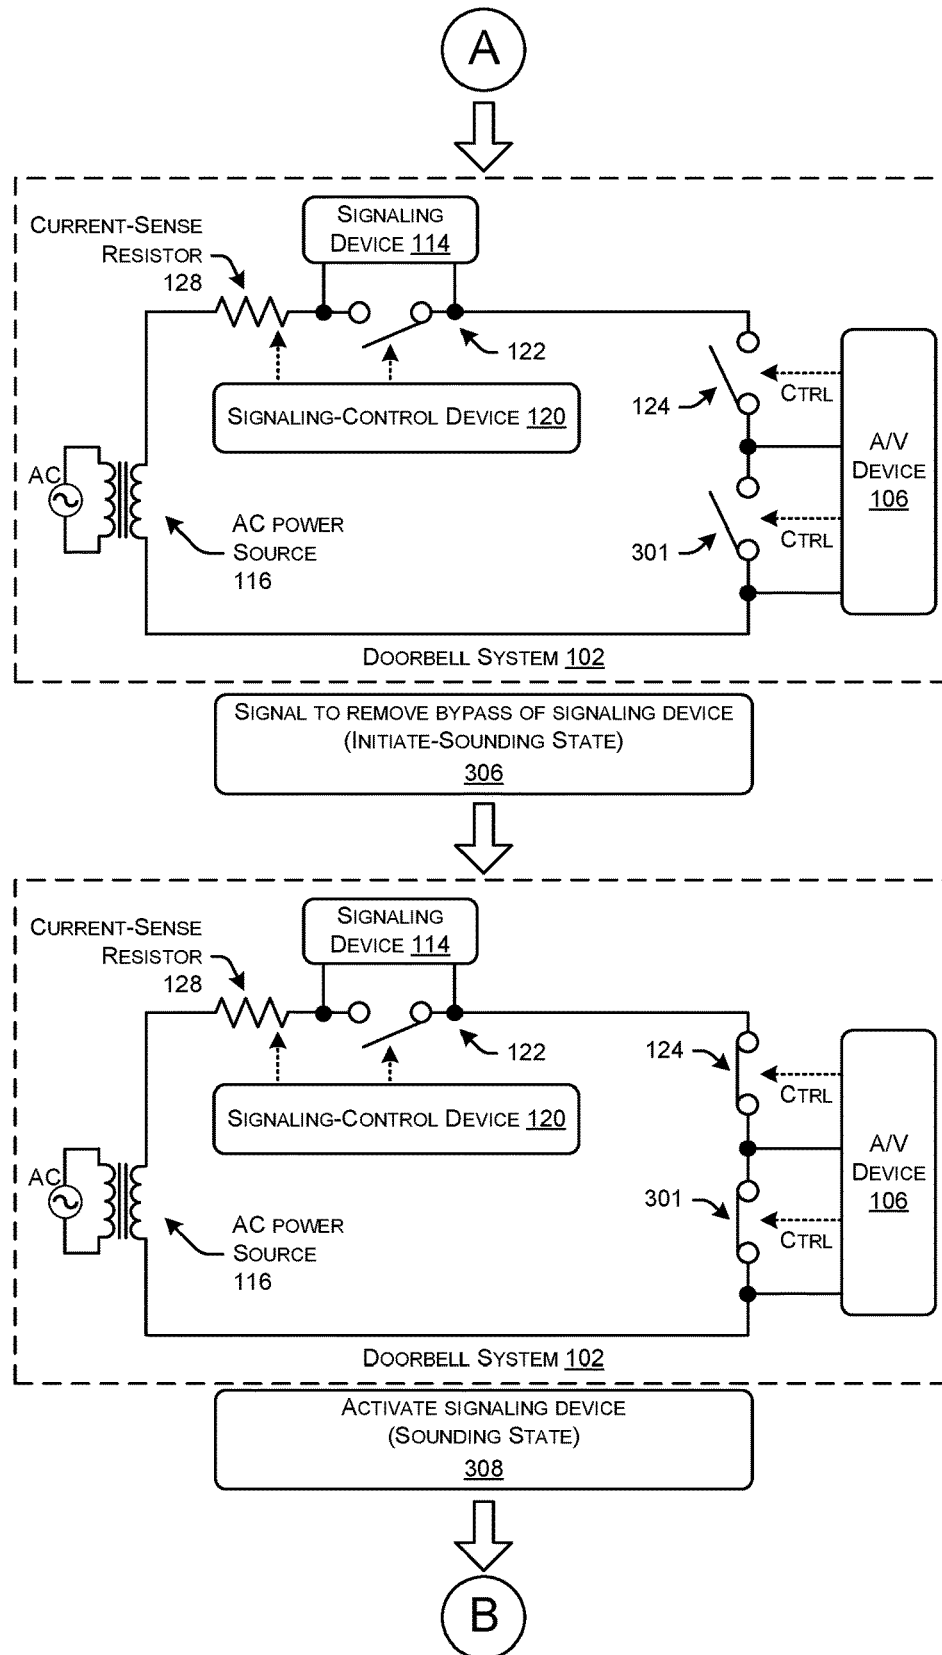 A
CURRENT-SENSE
RESISTOR
128
SIGNALING
DEVICE 114
122
SIGNALING-CONTROL DEVICE 120
124
CTRL
A/V
DEVICE
106
AC
AC POWER
SOURCE
116
301
CTRL
DOORBELL SYSTEM 102
SIGNAL TO REMOVE BYPASS OF SIGNALING DEVICE
(INITIATE-SOUNDING STATE)
306
CURRENT-SENSE
RESISTOR
128
SIGNALING
DEVICE 114
122
SIGNALING-CONTROL DEVICE 120
124
CTRL
A/V
DEVICE
106
AC
AC POWER
SOURCE
116
301
CTRL
DOORBELL SYSTEM 102
ACTIVATE SIGNALING DEVICE
(SOUNDING STATE)
308
B